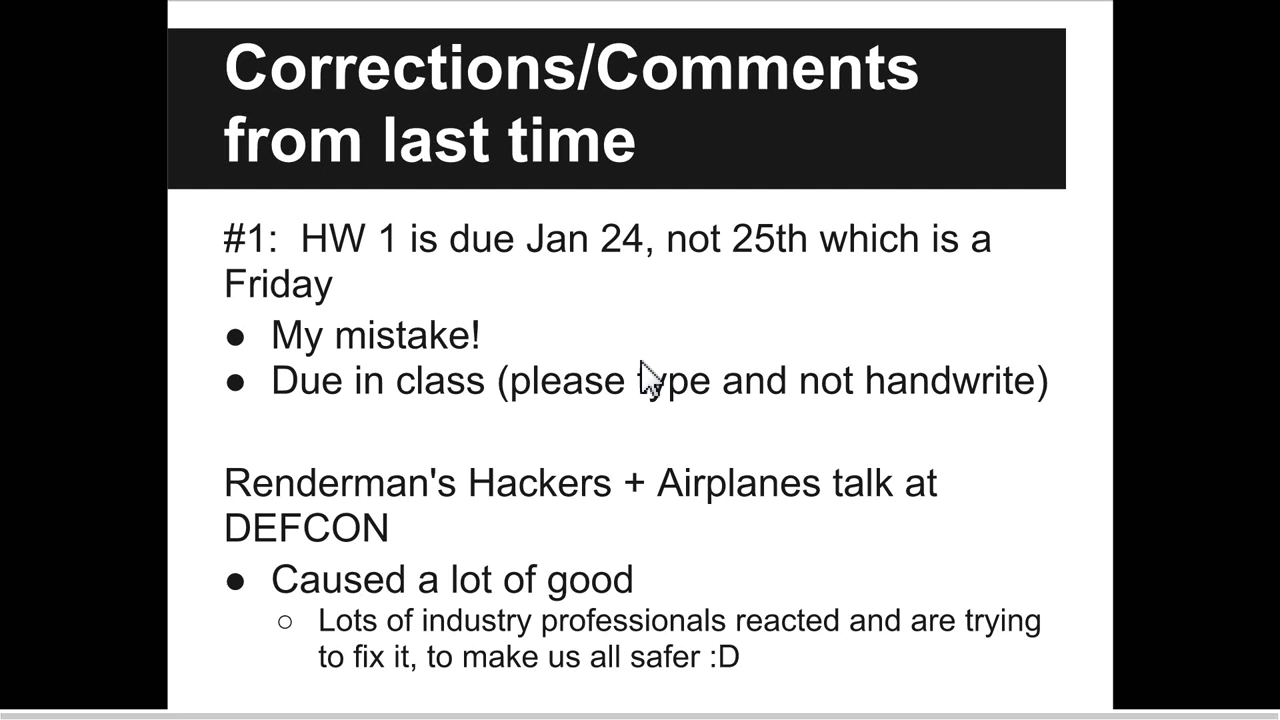 Corrections/Comments
from last time
#1:  HW 1 is due Jan 24, not 25th which is a
Friday
● My mistake!
● Due in class (please type and not handwrite)
Renderman's Hackers + Airplanes talk at
DEFCON
● Caused a lot of good
○ Lots of industry professionals reacted and are trying
to fix it, to make us all safer :D